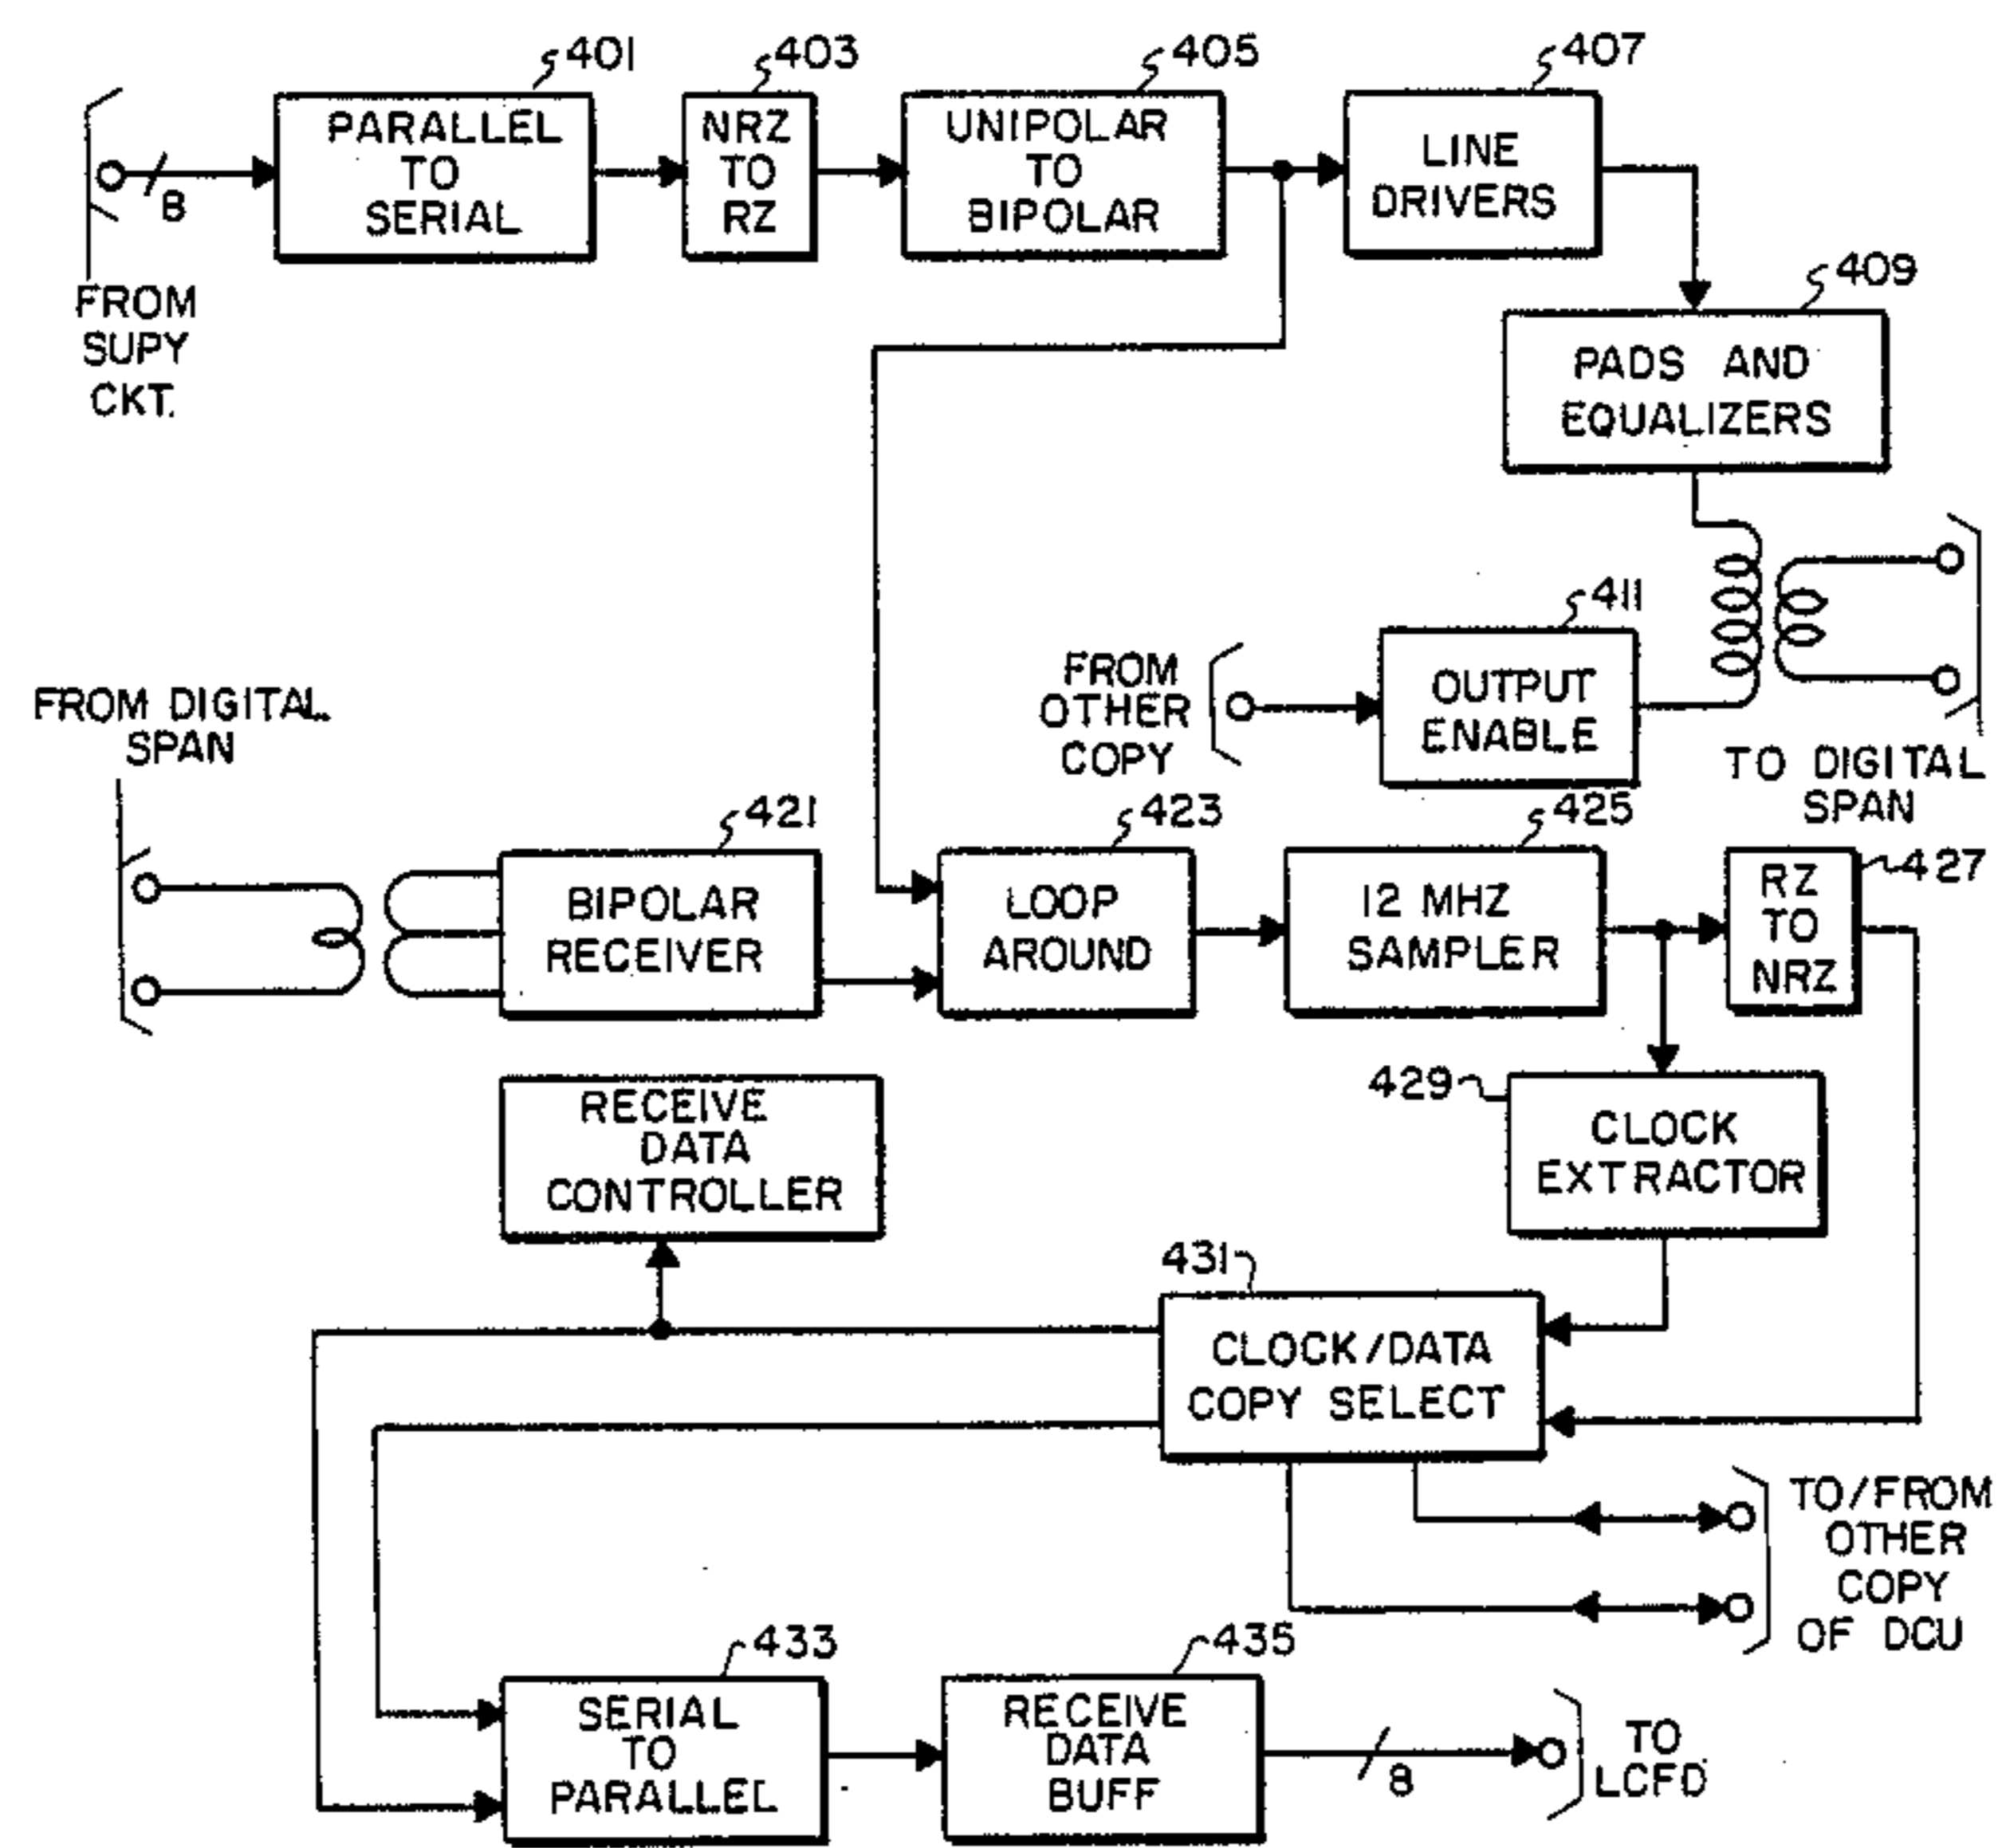 401
403
405
407
PARALLEL
TO
SERIAL
NRZ
TO
RZ
UNIPOLAR
TO
BIPOLAR
LINE
DRIVERS
8
FROM
SUPY
CKT.
409
PADS AND
EQUALIZERS
411
FROM
OTHER
COPY
OUTPUT
ENABLE
TO DIGITAL
SPAN
FROM DIGITAL
SPAN
421
423
425
427
BIPOLAR
RECEIVER
LOOP
AROUND
12 MHZ
SAMPLER
RZ
TO
NRZ
RECEIVE
DATA
CONTROLLER
429
CLOCK
EXTRACTOR
431
CLOCK/DATA
COPY SELECT
TO/FROM
OTHER
COPY
OF DCU
433
435
SERIAL
TO
PARALLEL
RECEIVE
DATA
BUFF
8
TO
LCFD